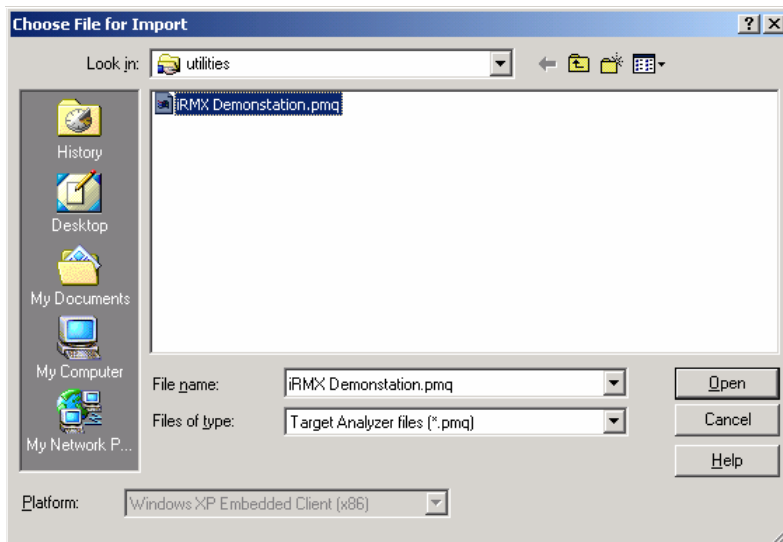 Choose File for Import
Look in:
utilities
iRMX Demonstation.pmq
History
Desktop
My Documents
My Computer
My Network P...
File name:
iRMX Demonstation.pmq
Open
Files of type:
Target Analyzer files (*.pmq)
Cancel
Help
Platform:
Windows XP Embedded Client (x86)